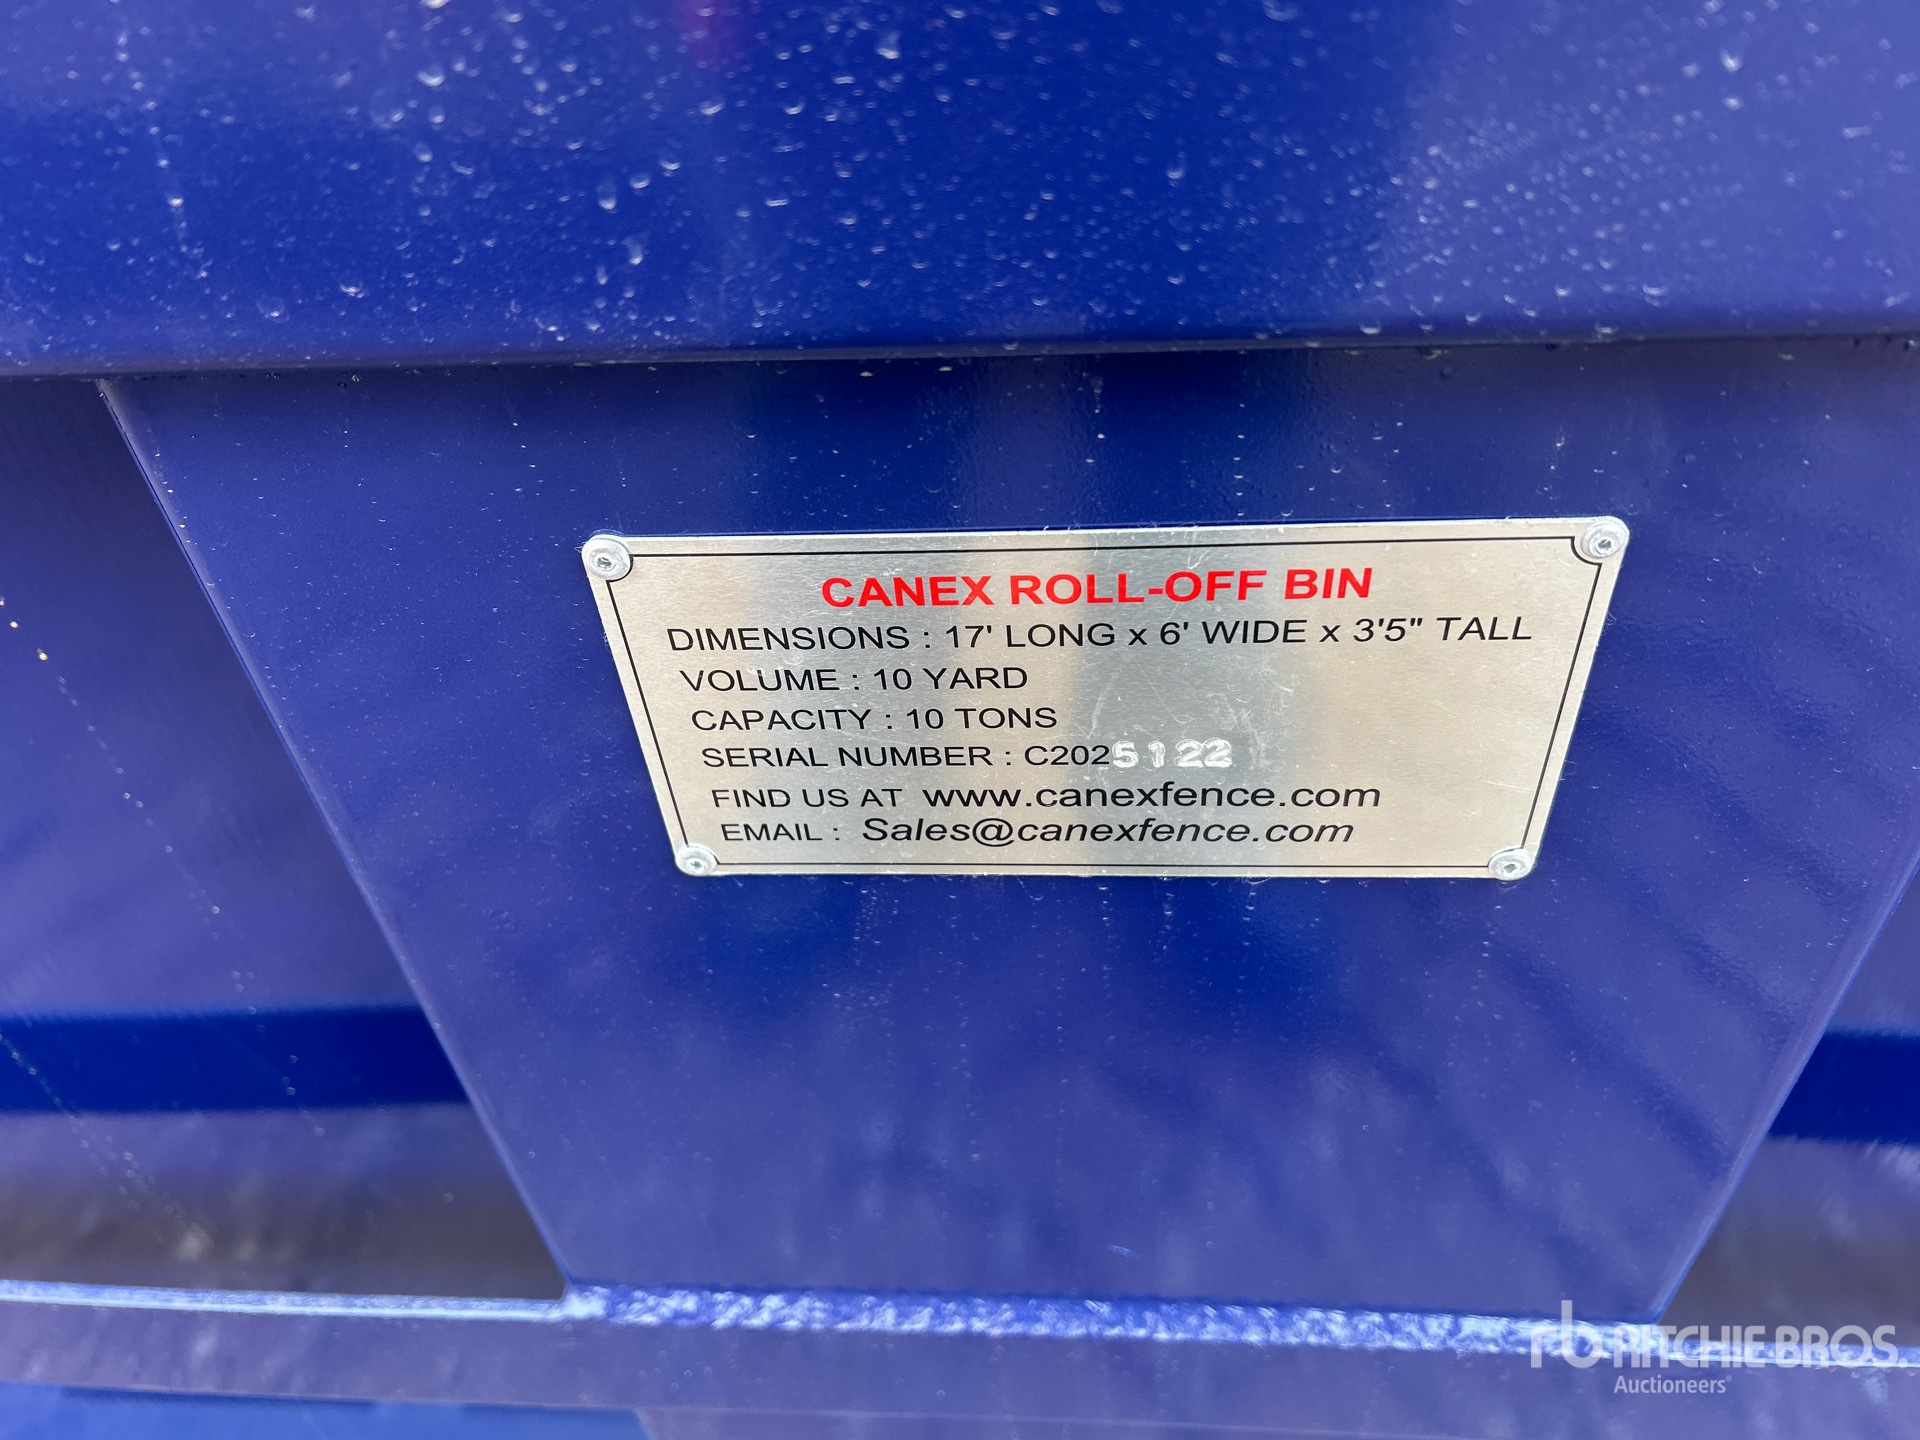 CANEX ROLL-OFF BIN
DIMENSIONS : 17' LONG x 6' WIDE x 3'5" TALL
VOLUME : 10 YARD
CAPACITY : 10 TONS
SERIAL NUMBER : C2025122
FIND US AT www.canexfence.com
EMAIL : Sales@canexfence.com
rb RITCHIE BROS.
Auctioneers